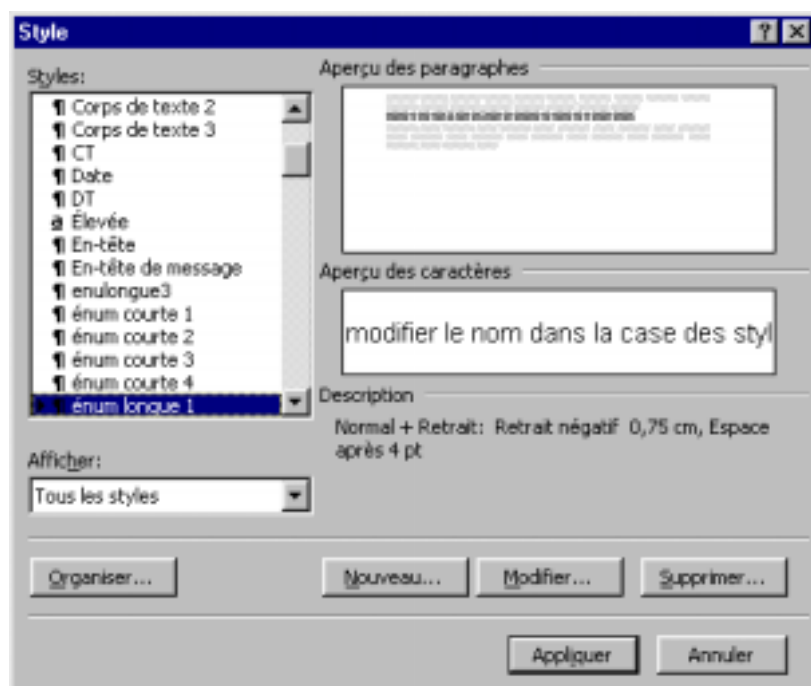 Style
Styles:
¶ Corps de texte 2
¶ Corps de texte 3
¶ CT
¶ Date
¶ DT
a Élevée
¶ En-tête
¶ En-tête de message
¶ enulongue3
¶ énum courte 1
¶ énum courte 2
¶ énum courte 3
¶ énum courte 4
¶ énum longue 1
Afficher:
Tous les styles
Aperçu des paragraphes
Aperçu des caractères
modifier le nom dans la case des styl
Description
Normal + Retrait: Retrait négatif 0,75 cm, Espace
après 4 pt
Organiser...
Nouveau...
Modifier...
Supprimer...
Appliquer
Annuler